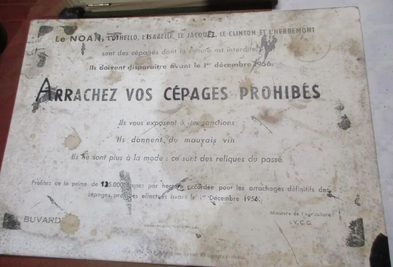 Le NOAH, l'OTHELLO, L'ISABELLE, LE JACQUEZ, LE CLINTON ET L'HERBEMONT
sont des cépages dont la culture est interdite.
Ils devront disparaître avant le 1er décembre 1956.
ARRACHEZ VOS CÉPAGES PROHIBÉS
Ils vous exposent à des sanctions
Ils donnent du mauvais vin
Ils ne sont plus à la mode : ce sont des reliques du passé
Profitez de la prime de 125.000 francs par hectare accordée pour les arrachages définitifs des
cépages prohibés effectués avant le 1er Décembre 1956.
BUVARD
Ministère de l'Agriculture
I.V.C.C.